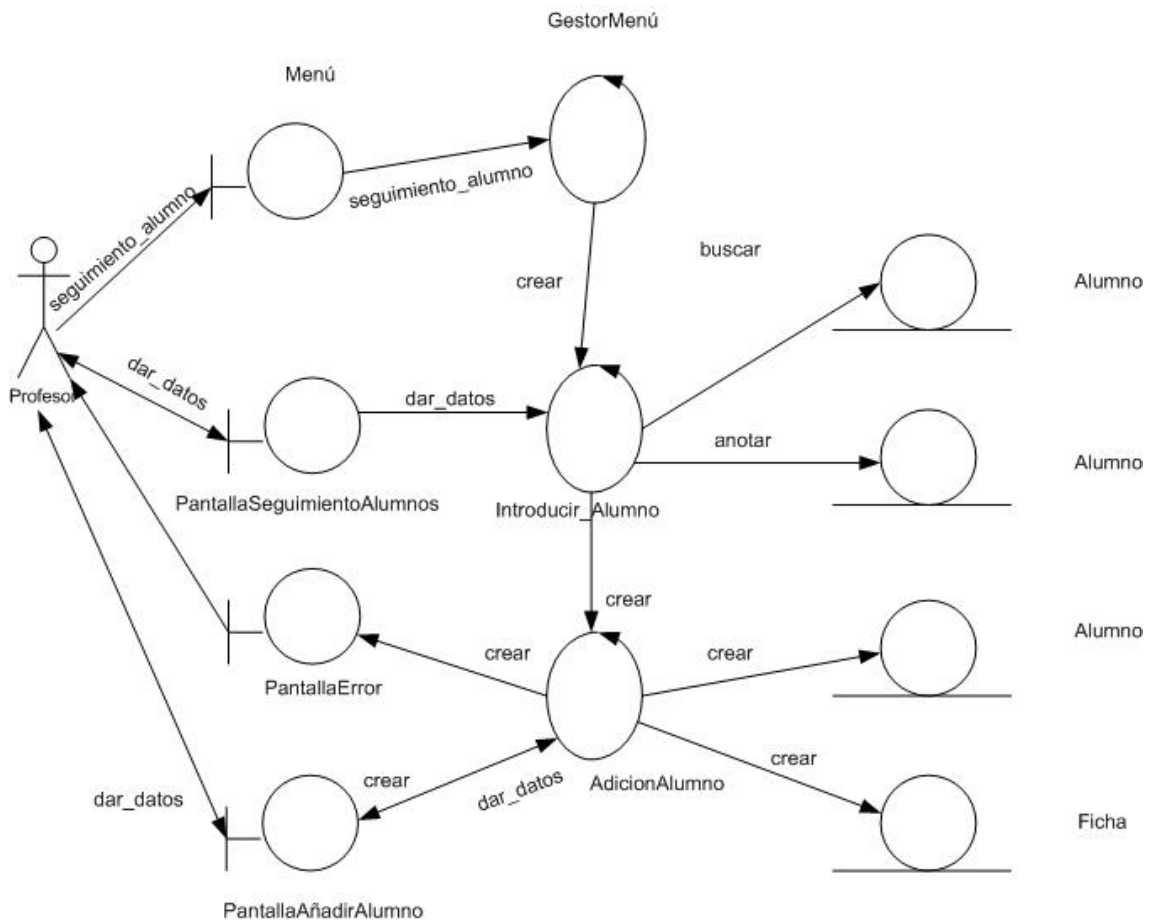 GestorMenú
Menú
seguimiento_alumno
seguimiento_alumno
buscar
crear
Alumno
dar_datos
Profesor
dar_datos
anotar
Alumno
PantallaSeguimientoAlumnos
Introducir_Alumno
crear
Alumno
crear
crear
PantallaError
crear
crear
dar_datos
AdicionAlumno
dar_datos
Ficha
PantallaAñadirAlumno